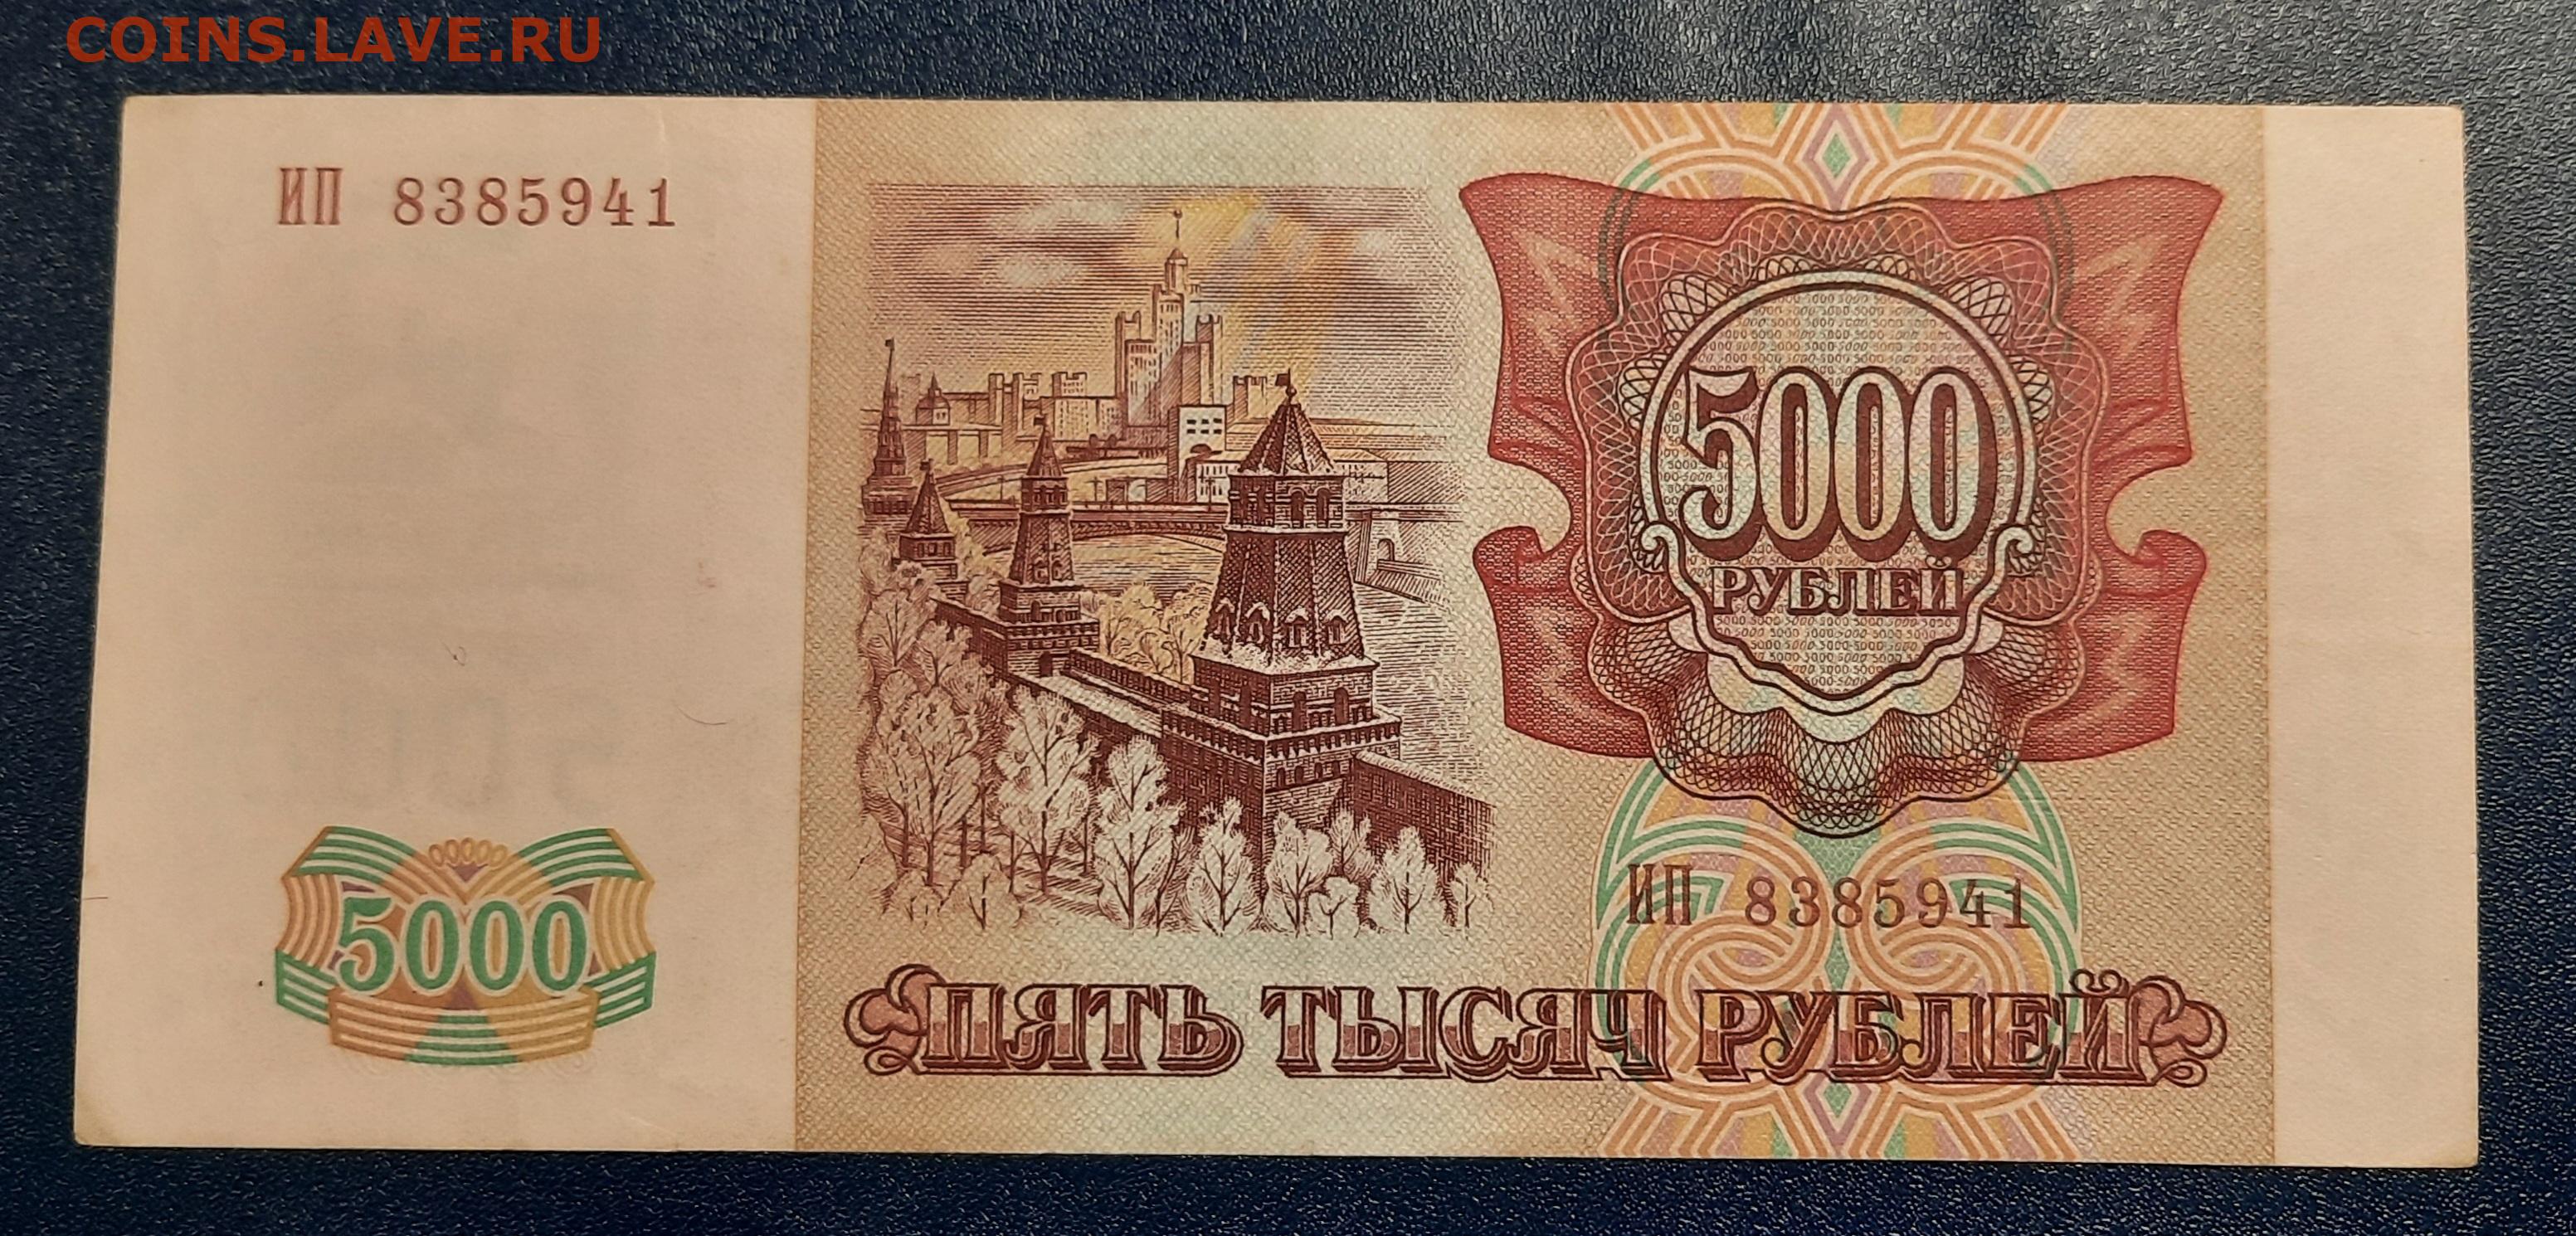 COINS.LAVE.RU
ИП 8385941
5000
РУБЛЕЙ
ИП 8385941
5000
ПЯТЬ ТЫСЯЧ РУБЛЕЙ